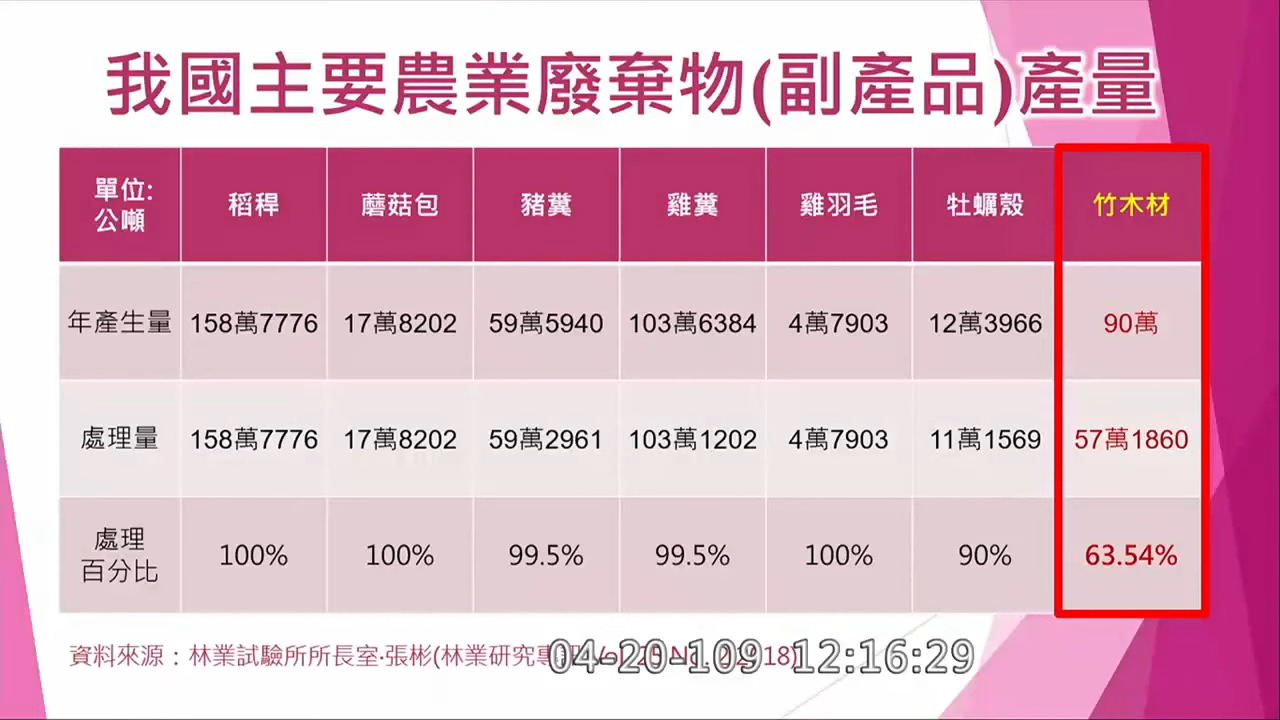 我國主要農業廢棄物(副產品)產量
單位: 公噸 稻稈 蘑菇包 豬糞 雞糞 雞羽毛 牡蠣殼 竹木材
年產生量 158萬7776 17萬8202 59萬5940 103萬6384 4萬7903 12萬3966 90萬
處理量 158萬7776 17萬8202 59萬2961 103萬1202 4萬7903 11萬1569 57萬1860
處理 百分比 100% 100% 99.5% 99.5% 100% 90% 63.54%
資料來源：林業試驗所所長室·張彬(林業研究專
04-20-109 12:16:29